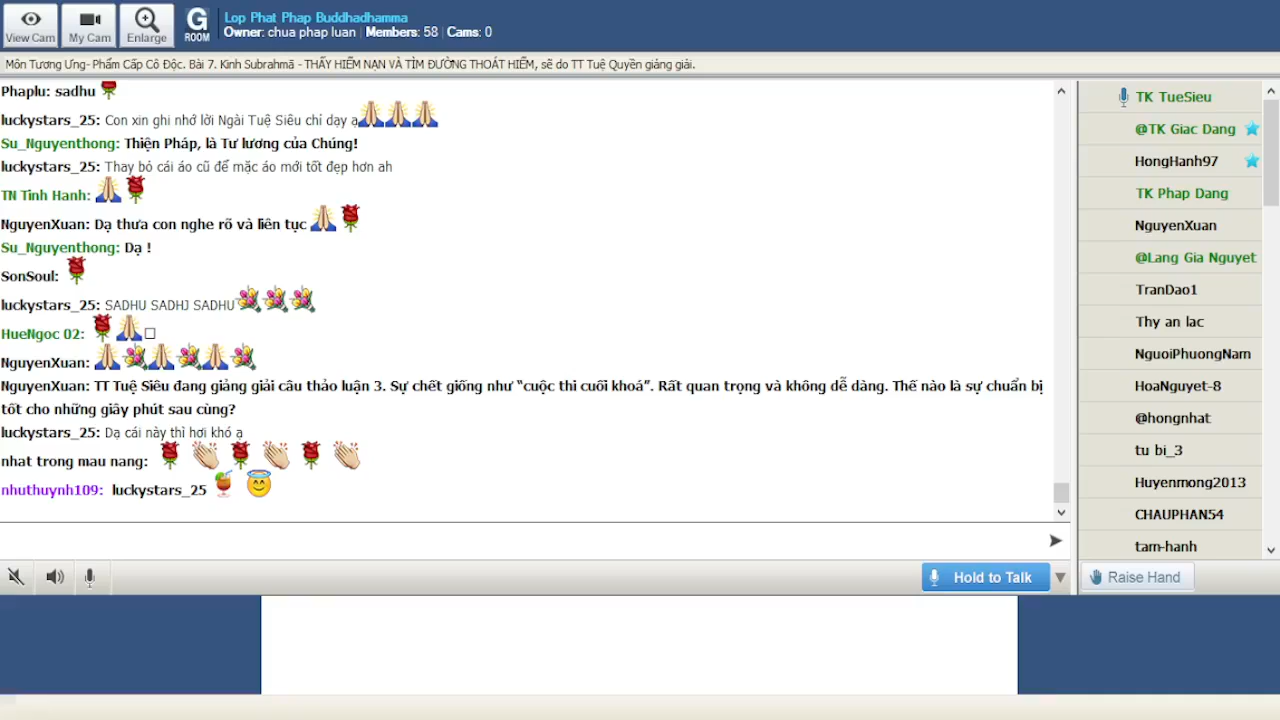 View Cam
My Cam
Enlarge
G
ROOM
Lop Phat Phap Buddhadhamma
Owner: chua phap luan | Members: 58 | Cams: 0
Môn Tương Ưng- Phẩm Cấp Cô Độc. Bài 7. Kinh Subrahmā - THẤY HIỂM NẠN VÀ TÌM ĐƯỜNG THOÁT HIỂM, sẽ do TT Tuệ Quyền giảng giải.
Phaplu: sadhu
luckystars_25: Con xin ghi nhớ lời Ngài Tuệ Siêu chỉ dạy ạ
Su_Nguyenthong: Thiện Pháp, là Tư lương của Chúng!
luckystars_25: Thay bỏ cái áo cũ để mặc áo mới tốt đẹp hơn ah
TN Tinh Hanh:
NguyenXuan: Dạ thưa con nghe rõ và liên tục
Su_Nguyenthong: Dạ !
SonSoul:
luckystars_25: SADHU SADHJ SADHU
HueNgoc 02:
NguyenXuan:
NguyenXuan: TT Tuệ Siêu đang giảng giải câu thảo luận 3. Sự chết giống như “cuộc thi cuối khoá”. Rất quan trọng và không dễ dàng. Thế nào là sự chuẩn bị
tốt cho những giây phút sau cùng?
luckystars_25: Dạ cái này thì hơi khó ạ
nhat trong mau nang:
nhuthuynh109: luckystars_25
Hold to Talk
TK TueSieu
@TK Giac Dang
HongHanh97
TK Phap Dang
NguyenXuan
@Lang Gia Nguyet
TranDao1
Thy an lac
NguoiPhuongNam
HoaNguyet-8
@hongnhat
tu bi_3
Huyenmong2013
CHAUPHAN54
tam-hanh
Raise Hand